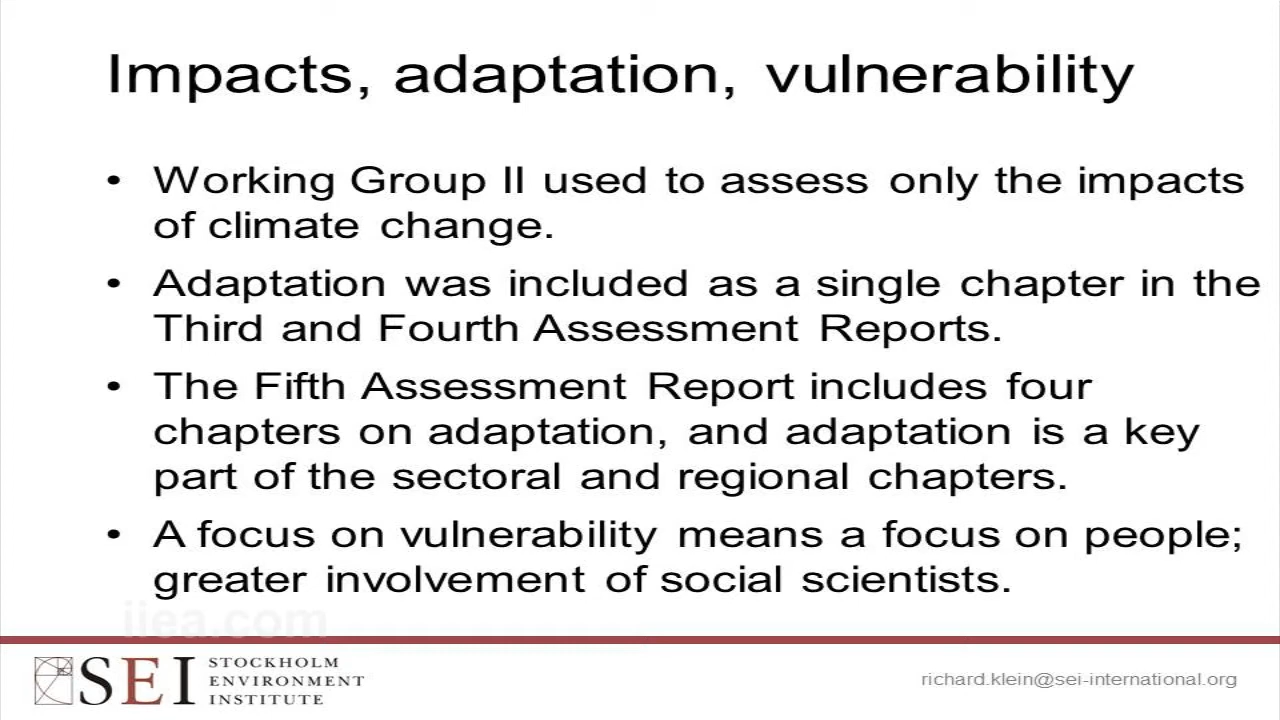 Impacts, adaptation, vulnerability
• Working Group II used to assess only the impacts
of climate change.
• Adaptation was included as a single chapter in the
Third and Fourth Assessment Reports.
• The Fifth Assessment Report includes four
chapters on adaptation, and adaptation is a key
part of the sectoral and regional chapters.
• A focus on vulnerability means a focus on people;
greater involvement of social scientists.
iiea.com
SEI
STOCKHOLM
ENVIRONMENT
INSTITUTE
richard.klein@sei-international.org